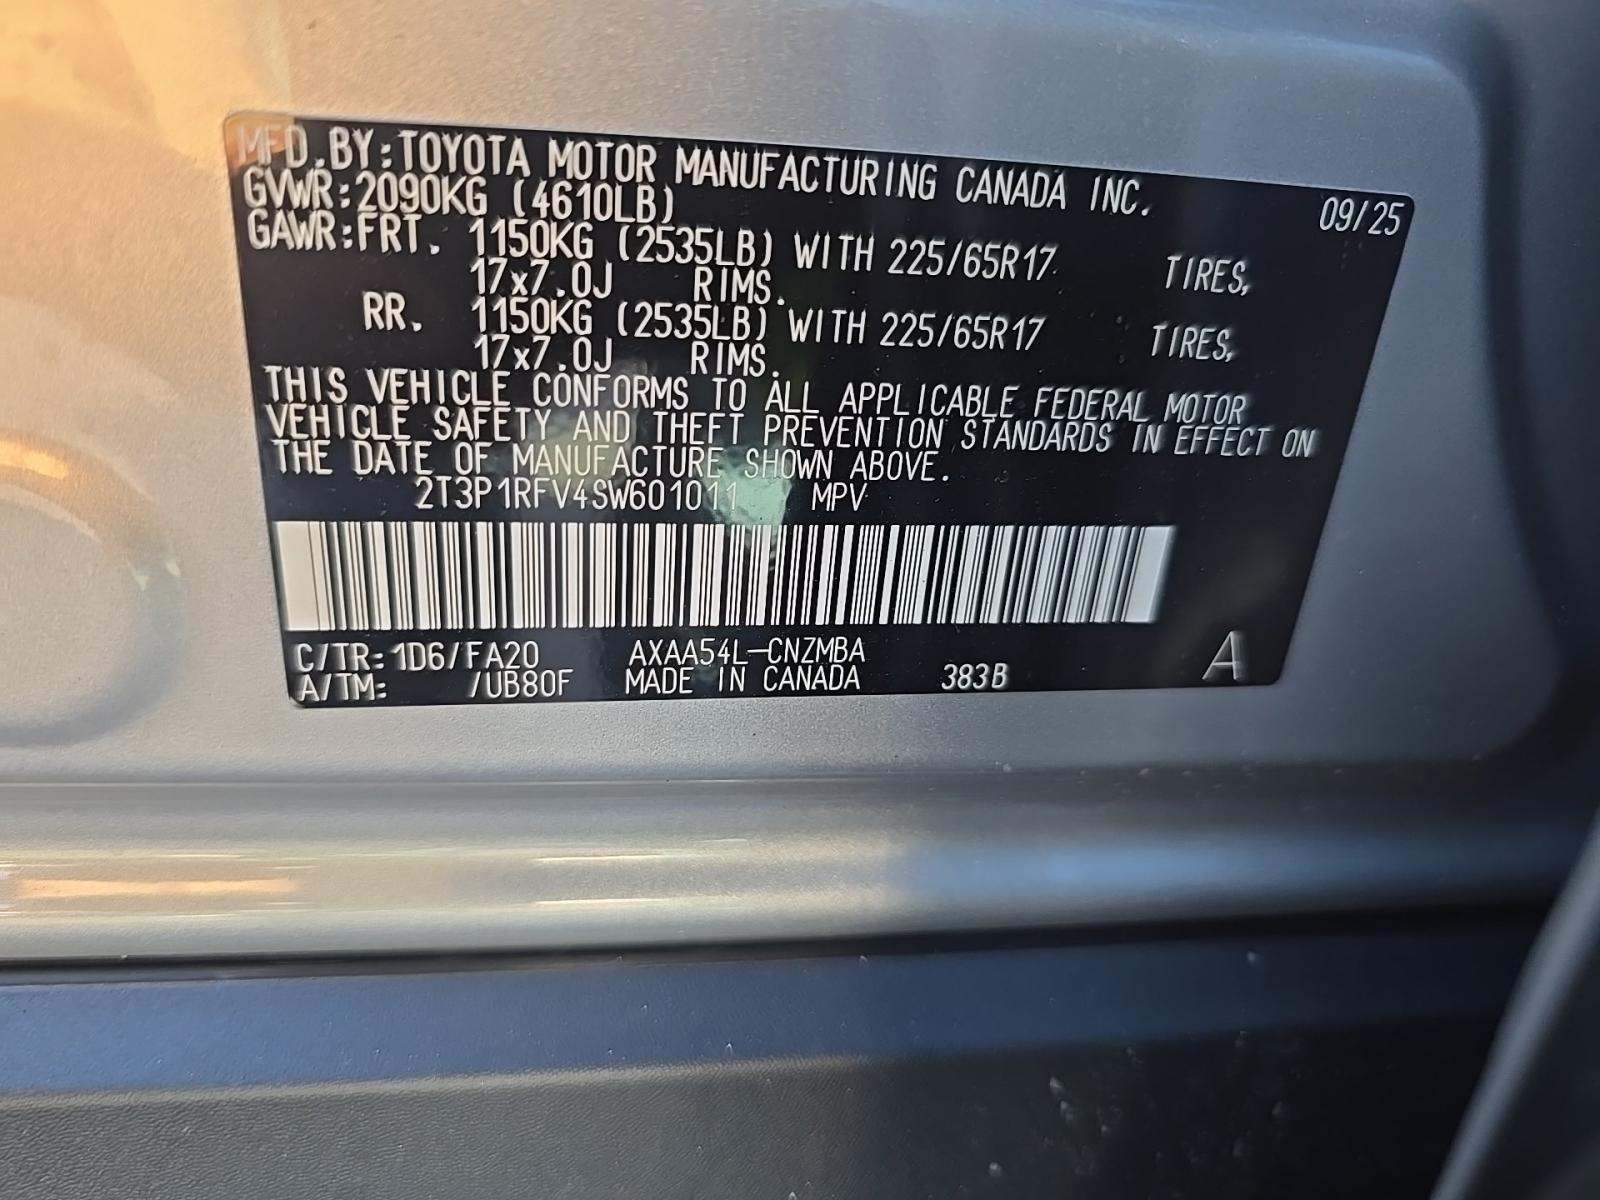 MFD.BY:TOYOTA MOTOR MANUFACTURING CANADA INC. 09/25
GVWR:2090KG (4610LB)
GAWR:FRT. 1150KG (2535LB) WITH 225/65R17 TIRES,
17x7.0J RIMS.
RR. 1150KG (2535LB) WITH 225/65R17 TIRES,
17x7.0J RIMS.
THIS VEHICLE CONFORMS TO ALL APPLICABLE FEDERAL MOTOR
VEHICLE SAFETY AND THEFT PREVENTION STANDARDS IN EFFECT ON
THE DATE OF MANUFACTURE SHOWN ABOVE.
2T3P1RFV4SW601011 MPV
C/TR:1D6/FA20 AXAA54L-CNZMBA
A/TM: /UB80F MADE IN CANADA 383B A